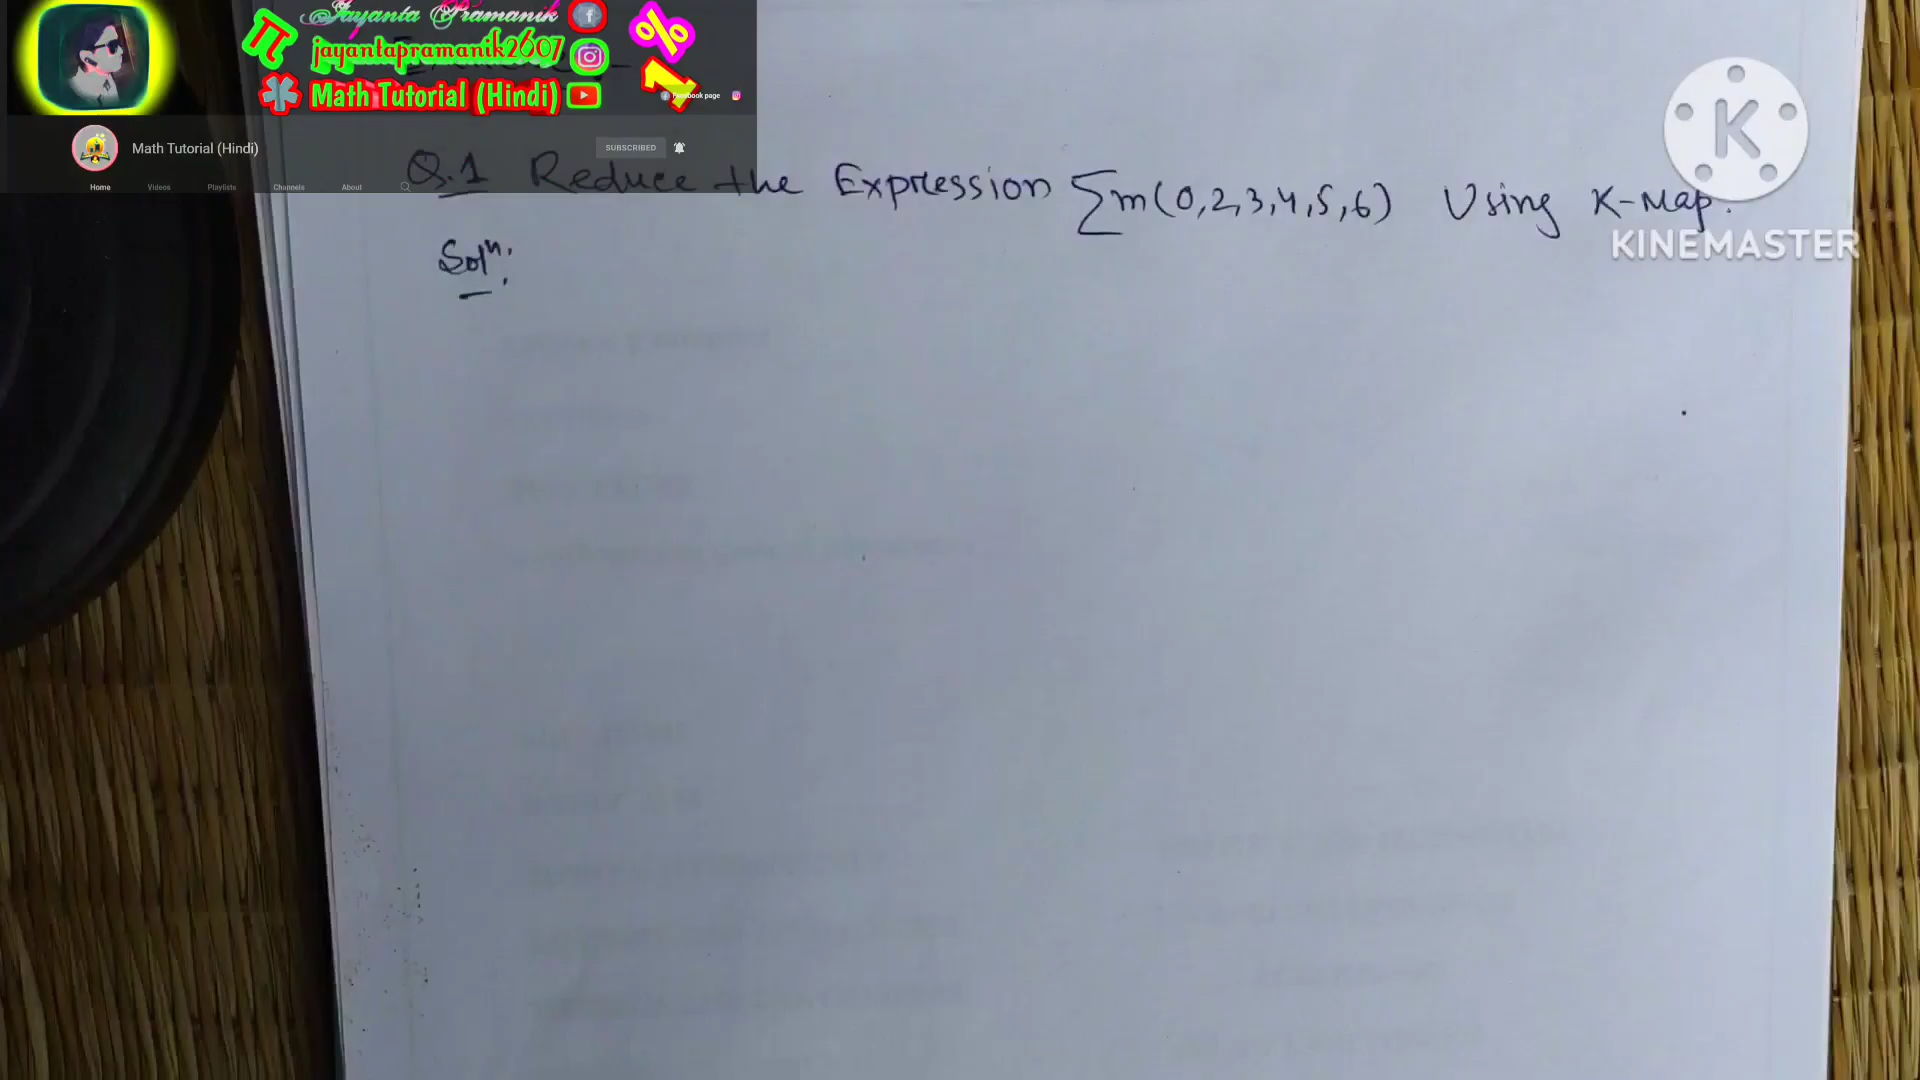 Jayanta Pramanik
jayantapramanik2607
Math Tutorial (Hindi)
Facebook page
Math Tutorial (Hindi)
SUBSCRIBED
Home Videos Playlists Channels About
Q.1 Reduce the Expression ∑m(0,2,3,4,5,6) Using K-Map.
Solⁿ:
K
KINEMASTER